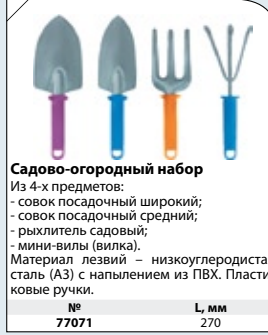 Садово-огородный набор
Из 4-х предметов:
- совок посадочный широкий;
- совок посадочный средний;
- рыхлитель садовый;
- мини-вилы (вилка).
Материал лезвий – низкоуглеродиста
сталь (А3) с напылением из ПВХ. Пласти
ковые ручки.
№ L, мм
77071 270